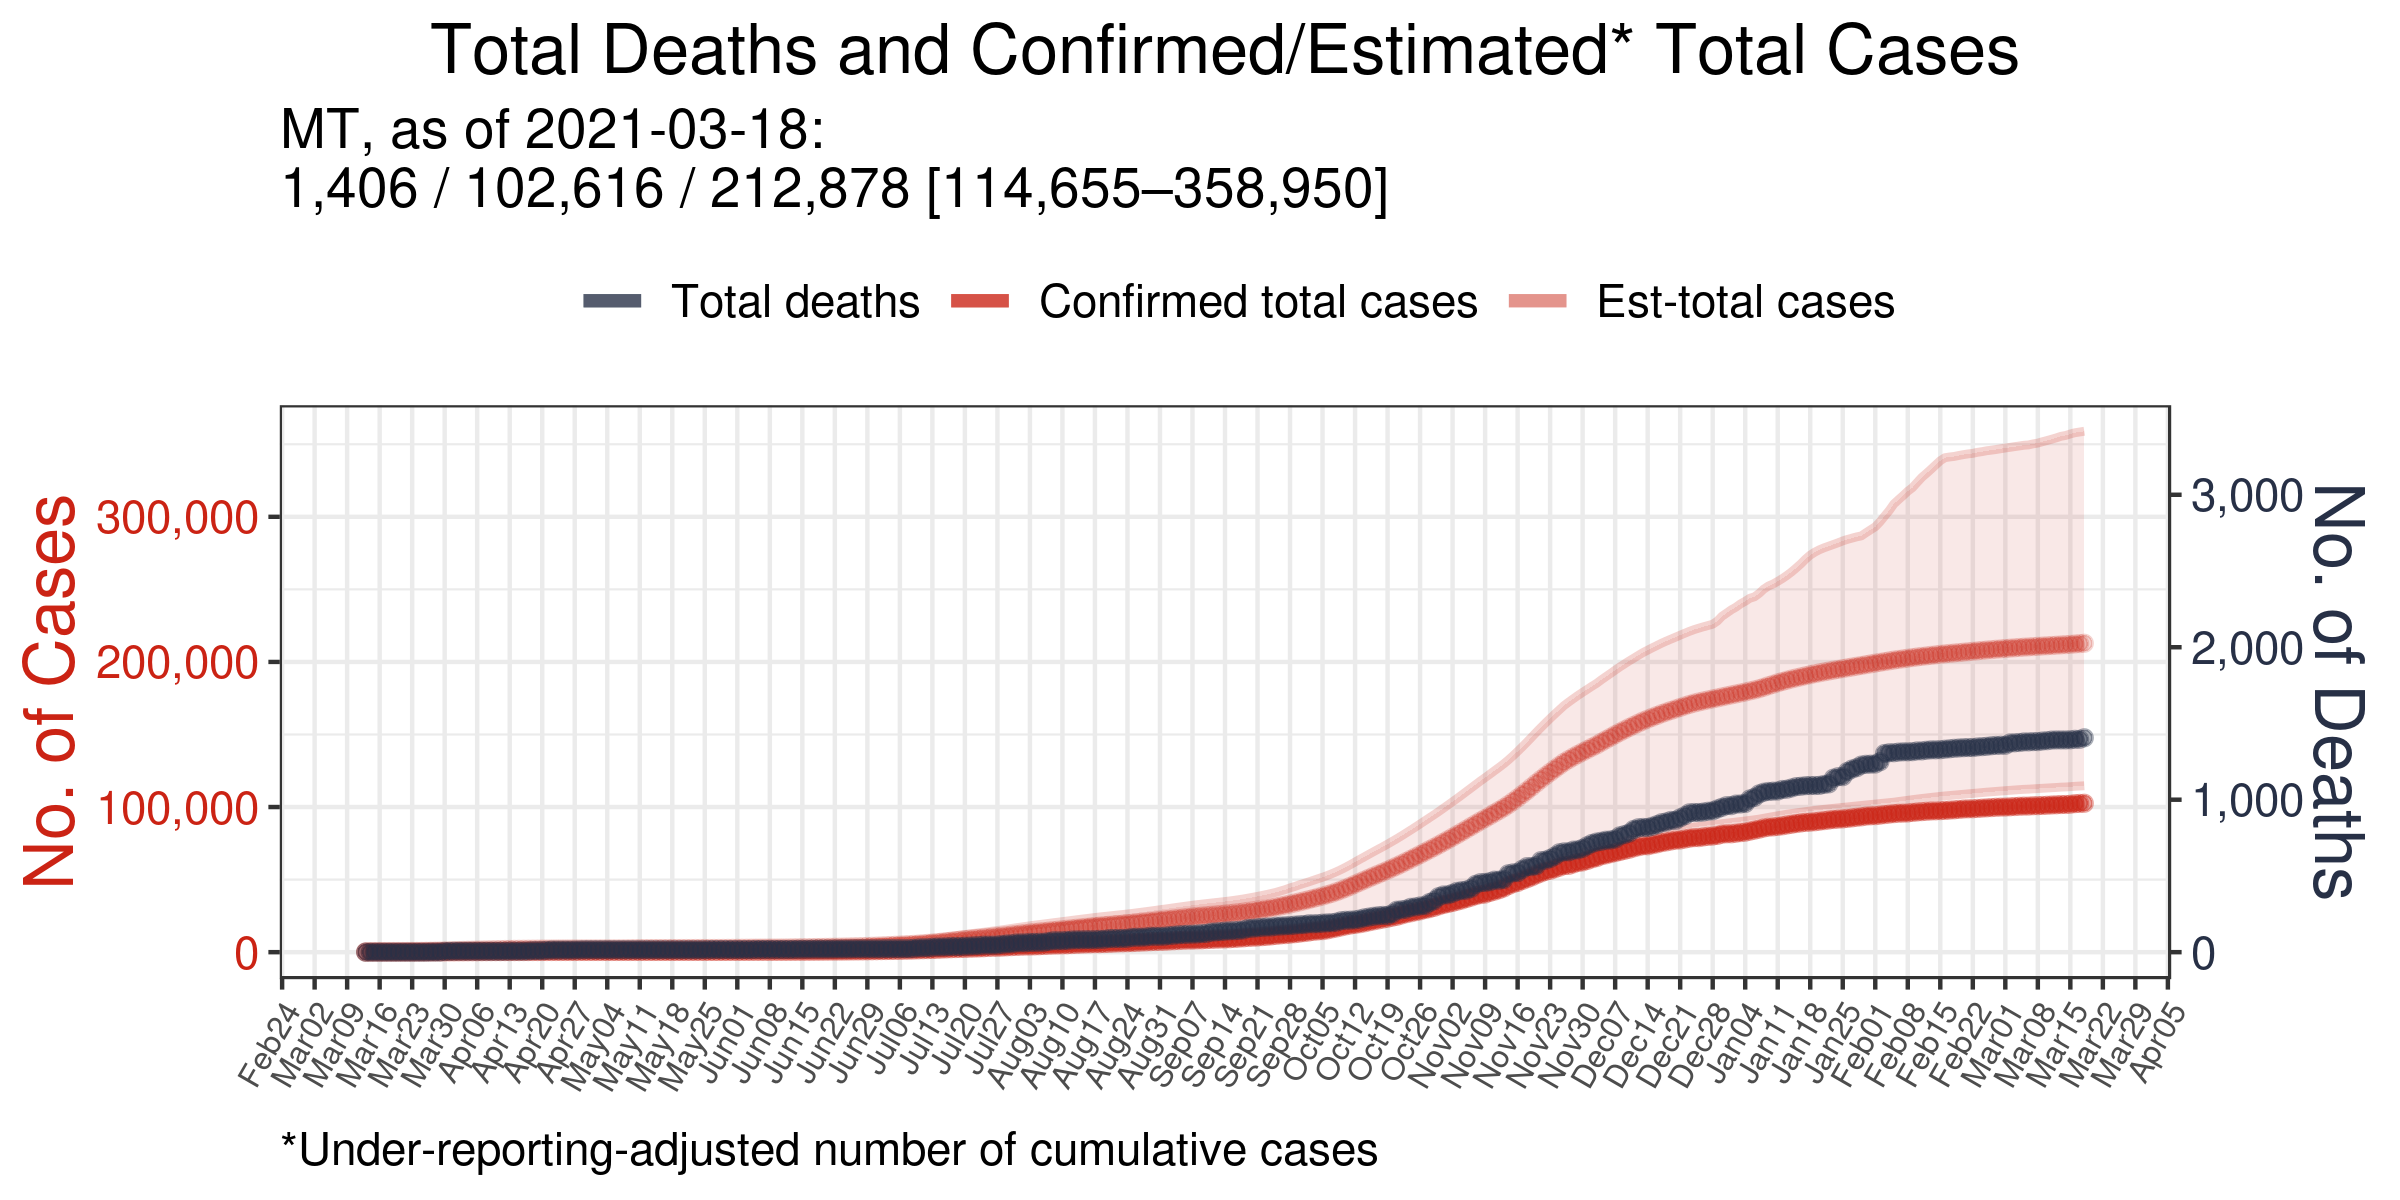 Total Deaths and Confirmed/Estimated* Total Cases
MT, as of 2021-03-18:
1,406 / 102,616 / 212,878 [114,655–358,950]
Total deaths
Confirmed total cases
Est-total cases
No. of Cases
300,000
200,000
100,000
0
3,000
2,000
1,000
0
No. of Deaths
Feb24
Mar02
Mar09
Mar16
Mar23
Mar30
Apr06
Apr13
Apr20
Apr27
May04
May11
May18
May25
Jun01
Jun08
Jun15
Jun22
Jun29
Jul06
Jul13
Jul20
Jul27
Aug03
Aug10
Aug17
Aug24
Aug31
Sep07
Sep14
Sep21
Sep28
Oct05
Oct12
Oct19
Oct26
Nov02
Nov09
Nov16
Nov23
Nov30
Dec07
Dec14
Dec21
Dec28
Jan04
Jan11
Jan18
Jan25
Feb01
Feb08
Feb15
Feb22
Mar01
Mar08
Mar15
Mar22
Mar29
Apr05
*Under-reporting-adjusted number of cumulative cases